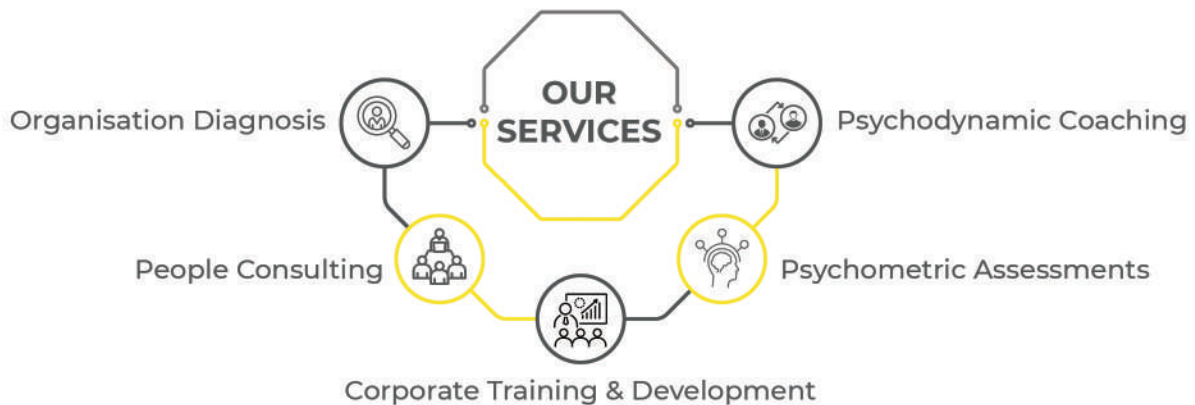 OUR
SERVICES
Organisation Diagnosis
Psychodynamic Coaching
People Consulting
Psychometric Assessments
Corporate Training & Development